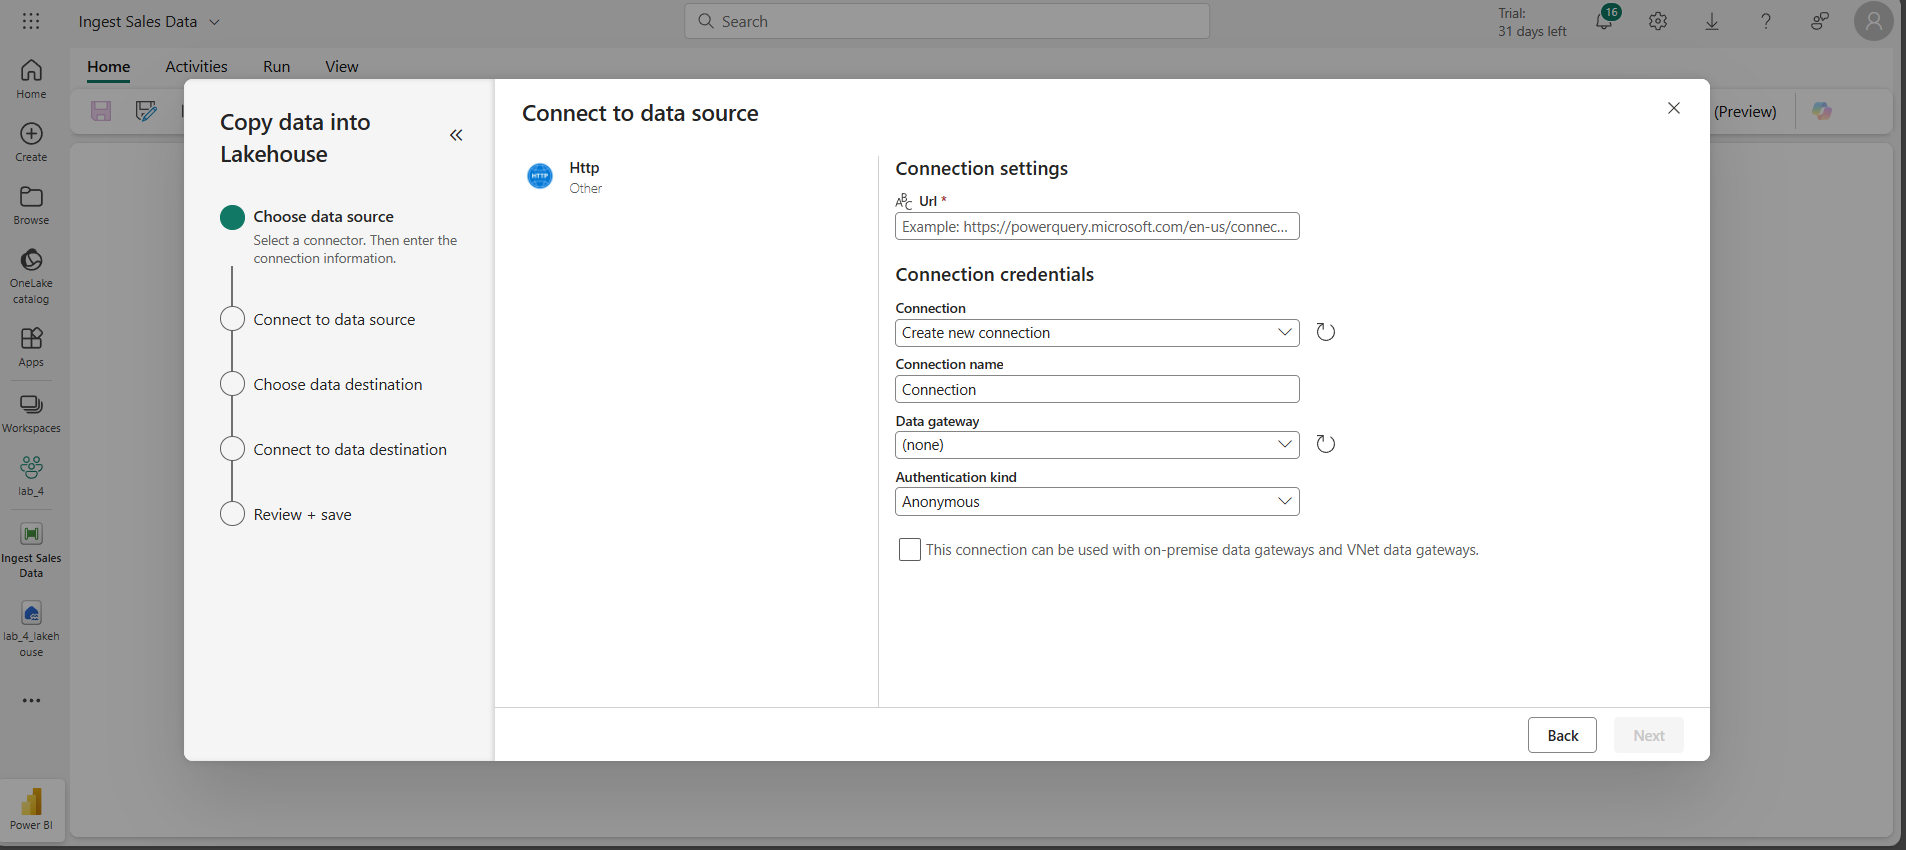 Ingest Sales Data
Search
Trial:
31 days left
16
Home
Activities
Run
View
(Preview)
Home
Create
Browse
OneLake
catalog
Apps
Workspaces
lab_4
Ingest Sales
Data
lab_4_lakeh
ouse
Power BI
Copy data into
Lakehouse
Choose data source
Select a connector. Then enter the
connection information.
Connect to data source
Choose data destination
Connect to data destination
Review + save
Connect to data source
HTTP
Http
Other
Connection settings
ABC Url *
Example: https://powerquery.microsoft.com/en-us/connec...
Connection credentials
Connection
Create new connection
Connection name
Connection
Data gateway
(none)
Authentication kind
Anonymous
This connection can be used with on-premise data gateways and VNet data gateways.
Back
Next